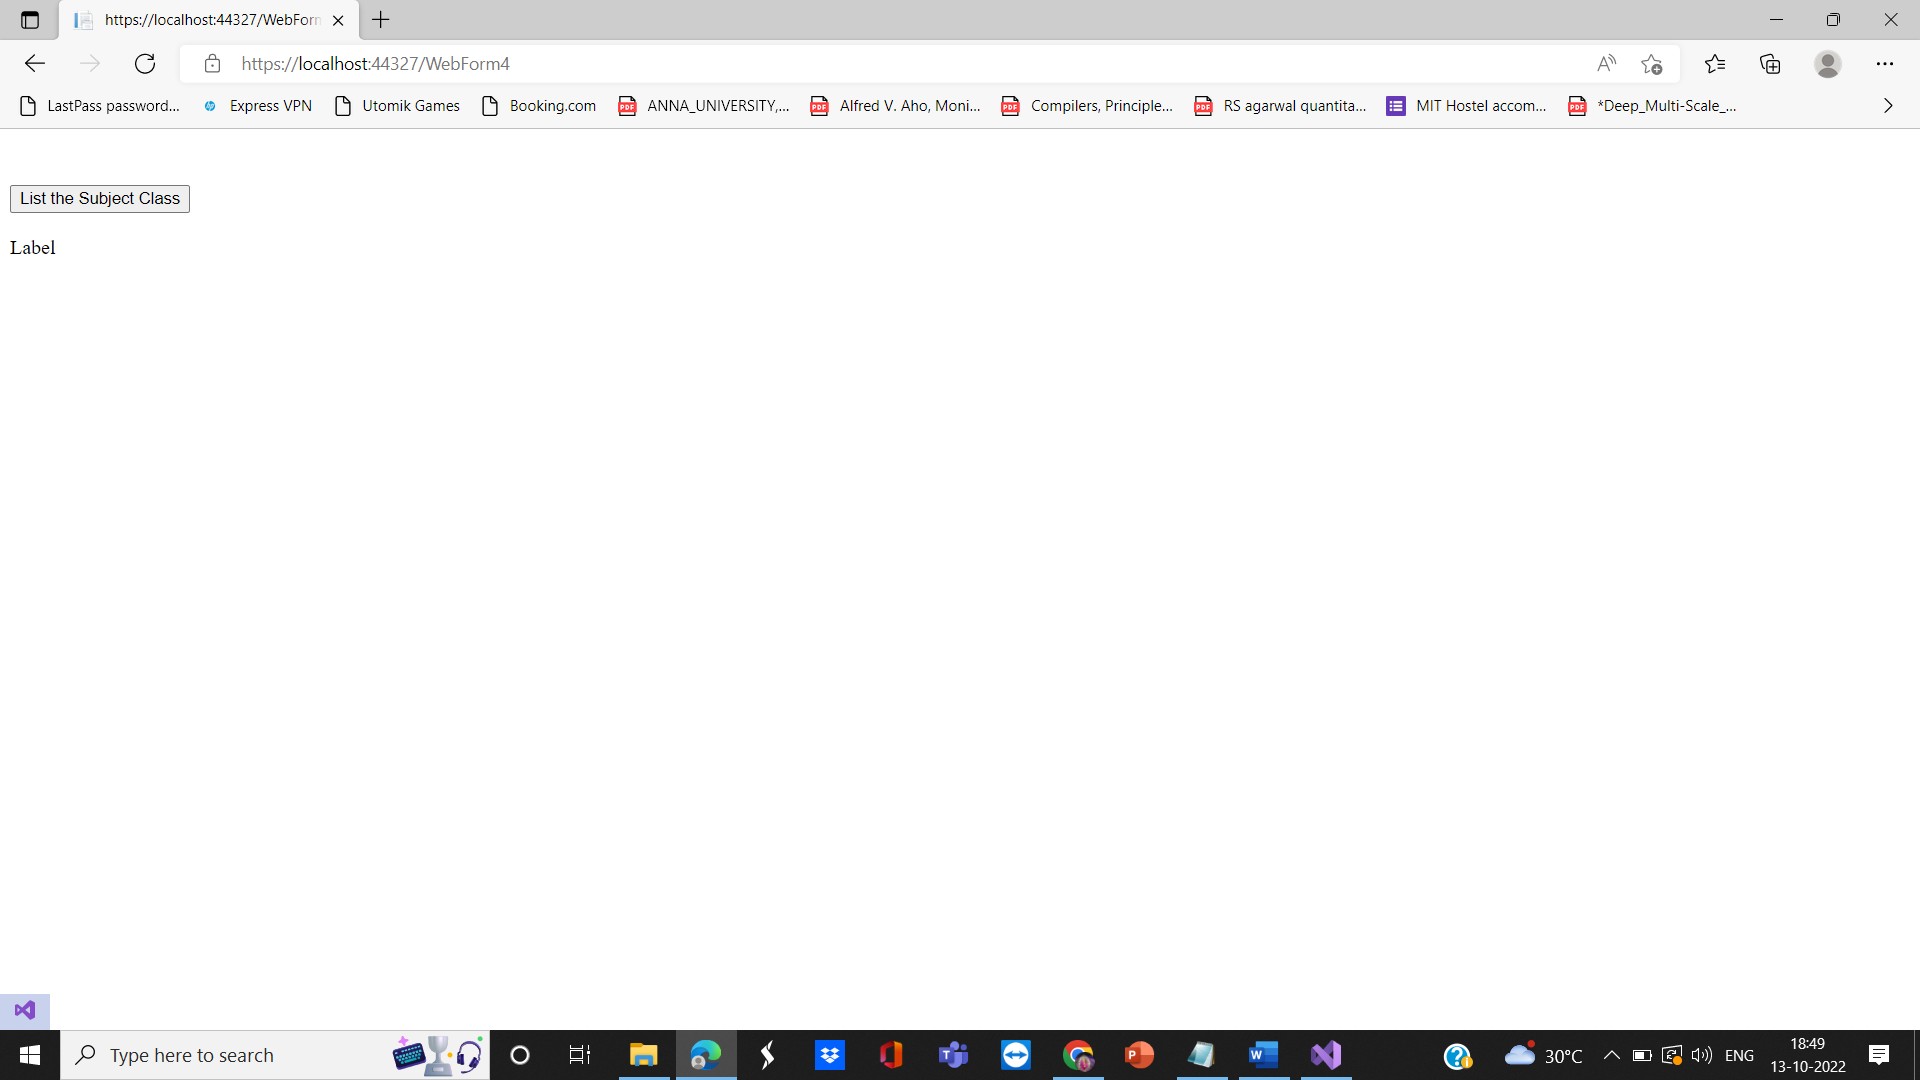 https://localhost:44327/WebForm
https://localhost:44327/WebForm4
LastPass password... Express VPN Utomik Games Booking.com ANNA_UNIVERSITY,... Alfred V. Aho, Moni... Compilers, Principle... RS agarwal quantita... MIT Hostel accom... *Deep_Multi-Scale_...
List the Subject Class
Label
Type here to search 30°C ENG 18:49
13-10-2022